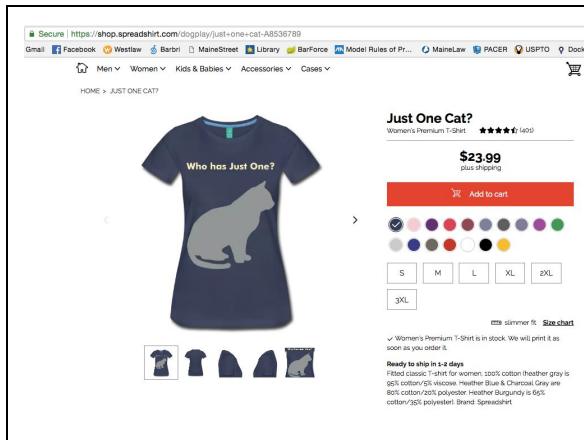 Secure https://shop.spreadshirt.com/dogplay/just+one+cat-A8536789
Gmail Facebook Westlaw Barbri MaineStreet Library BarForce Model Rules of Pr... MaineLaw PACER USPTO Dock
Men Women Kids & Babies Accessories Cases
HOME > JUST ONE CAT?
Who has Just One?
Just One Cat?
Women's Premium T-Shirt (401)
$23.99
plus shipping
Add to cart
S M L XL 2XL
3XL
slimmer fit Size chart
✓ Women's Premium T-Shirt is in stock. We will print it as
soon as you order it.
Ready to ship in 1-2 days
Fitted classic T-shirt for women, 100% cotton (heather gray is
95% cotton/5% viscose. Heather Blue & Charcoal Gray are
80% cotton/20% polyester. Heather Burgundy is 65%
cotton/35% polyester). Brand: Spreadshirt